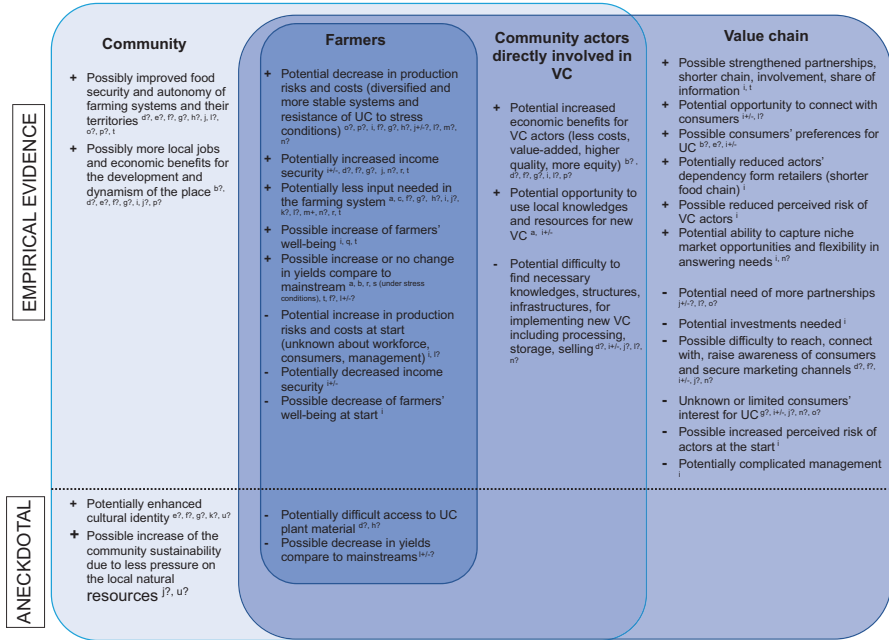 EMPIRICAL EVIDENCE
Community
+ Possibly improved food
security and autonomy of
farming systems and their
territories d?, e?, f?, g?, h?, j, l?,
o?, p?, t
+ Possibly more local jobs
and economic benefits for
the development and
dynamism of the place b?,
d?, e?, f?, g?, i, j?, p?
Farmers
+ Potential decrease in production
risks and costs (diversified and
more stable systems and
resistance of UC to stress
conditions) o?, p?, i, f?, g?, h?, j+/-?, l?, m?,
n?
+ Potentially increased income
security i+/-, d?, f?, g?, j, n?, r, t
+ Potentially less input needed in
the farming system a, c, f?, g?, h?, i, j?,
k?, l?, m+, n?, r, t
+ Possible increase of farmers'
well-being i, q, t
+ Possible increase or no change
in yields compare to
mainstream a, b, r, s (under stress
conditions), t, f?, l+/-?
- Potential increase in production
risks and costs at start
(unknown about workforce,
consumers, management) i, l?
- Potentially decreased income
security i+/-
- Possible decrease of farmers'
well-being at start i
Community actors
directly involved in
VC
+ Potential increased
economic benefits for
VC actors (less costs,
value-added, higher
quality, more equity) b? ,
d?, f?, g?, i, l?, p?
+ Potential opportunity to
use local knowledges
and resources for new
VC a, i+/-
- Potential difficulty to
find necessary
knowledges, structures,
infrastructures, for
implementing new VC
including processing,
storage, selling d?, i+/-, j?, l?,
n?
Value chain
+ Possible strengthened partnerships,
shorter chain, involvement, share of
information i, t
+ Potential opportunity to connect with
consumers i+/-, l?
+ Possible consumers' preferences for
UC b?, e?, i+/-
+ Potentially reduced actors'
dependency form retailers (shorter
food chain) i
+ Possible reduced perceived risk of
VC actors i
+ Potential ability to capture niche
market opportunities and flexibility in
answering needs i, n?
- Potential need of more partnerships
j+/-?, l?, o?
- Potential investments needed i
- Possible difficulty to reach, connect
with, raise awareness of consumers
and secure marketing channels d?, f?,
i+/-, j?, n?
- Unknown or limited consumers'
interest for UC g?, i+/-, j?, n?, o?
- Possible increased perceived risk of
actors at the start i
- Potentially complicated management
i
ANECKDOTAL
+ Potentially enhanced
cultural identity e?, f?, g?, k?, u?
+ Possible increase of the
community sustainability
due to less pressure on
the local natural
resources j?, u?
- Potentially difficult access to UC
plant material d?, h?
- Possible decrease in yields
compare to mainstreams l+/-?